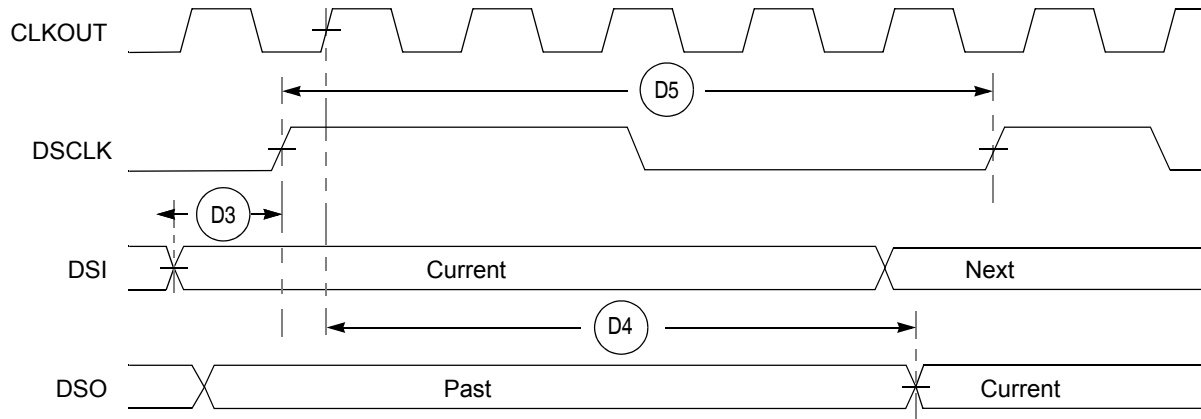 CLKOUT
D5
DSCLK
D3
DSI
Current
Next
D4
DSO
Past
Current